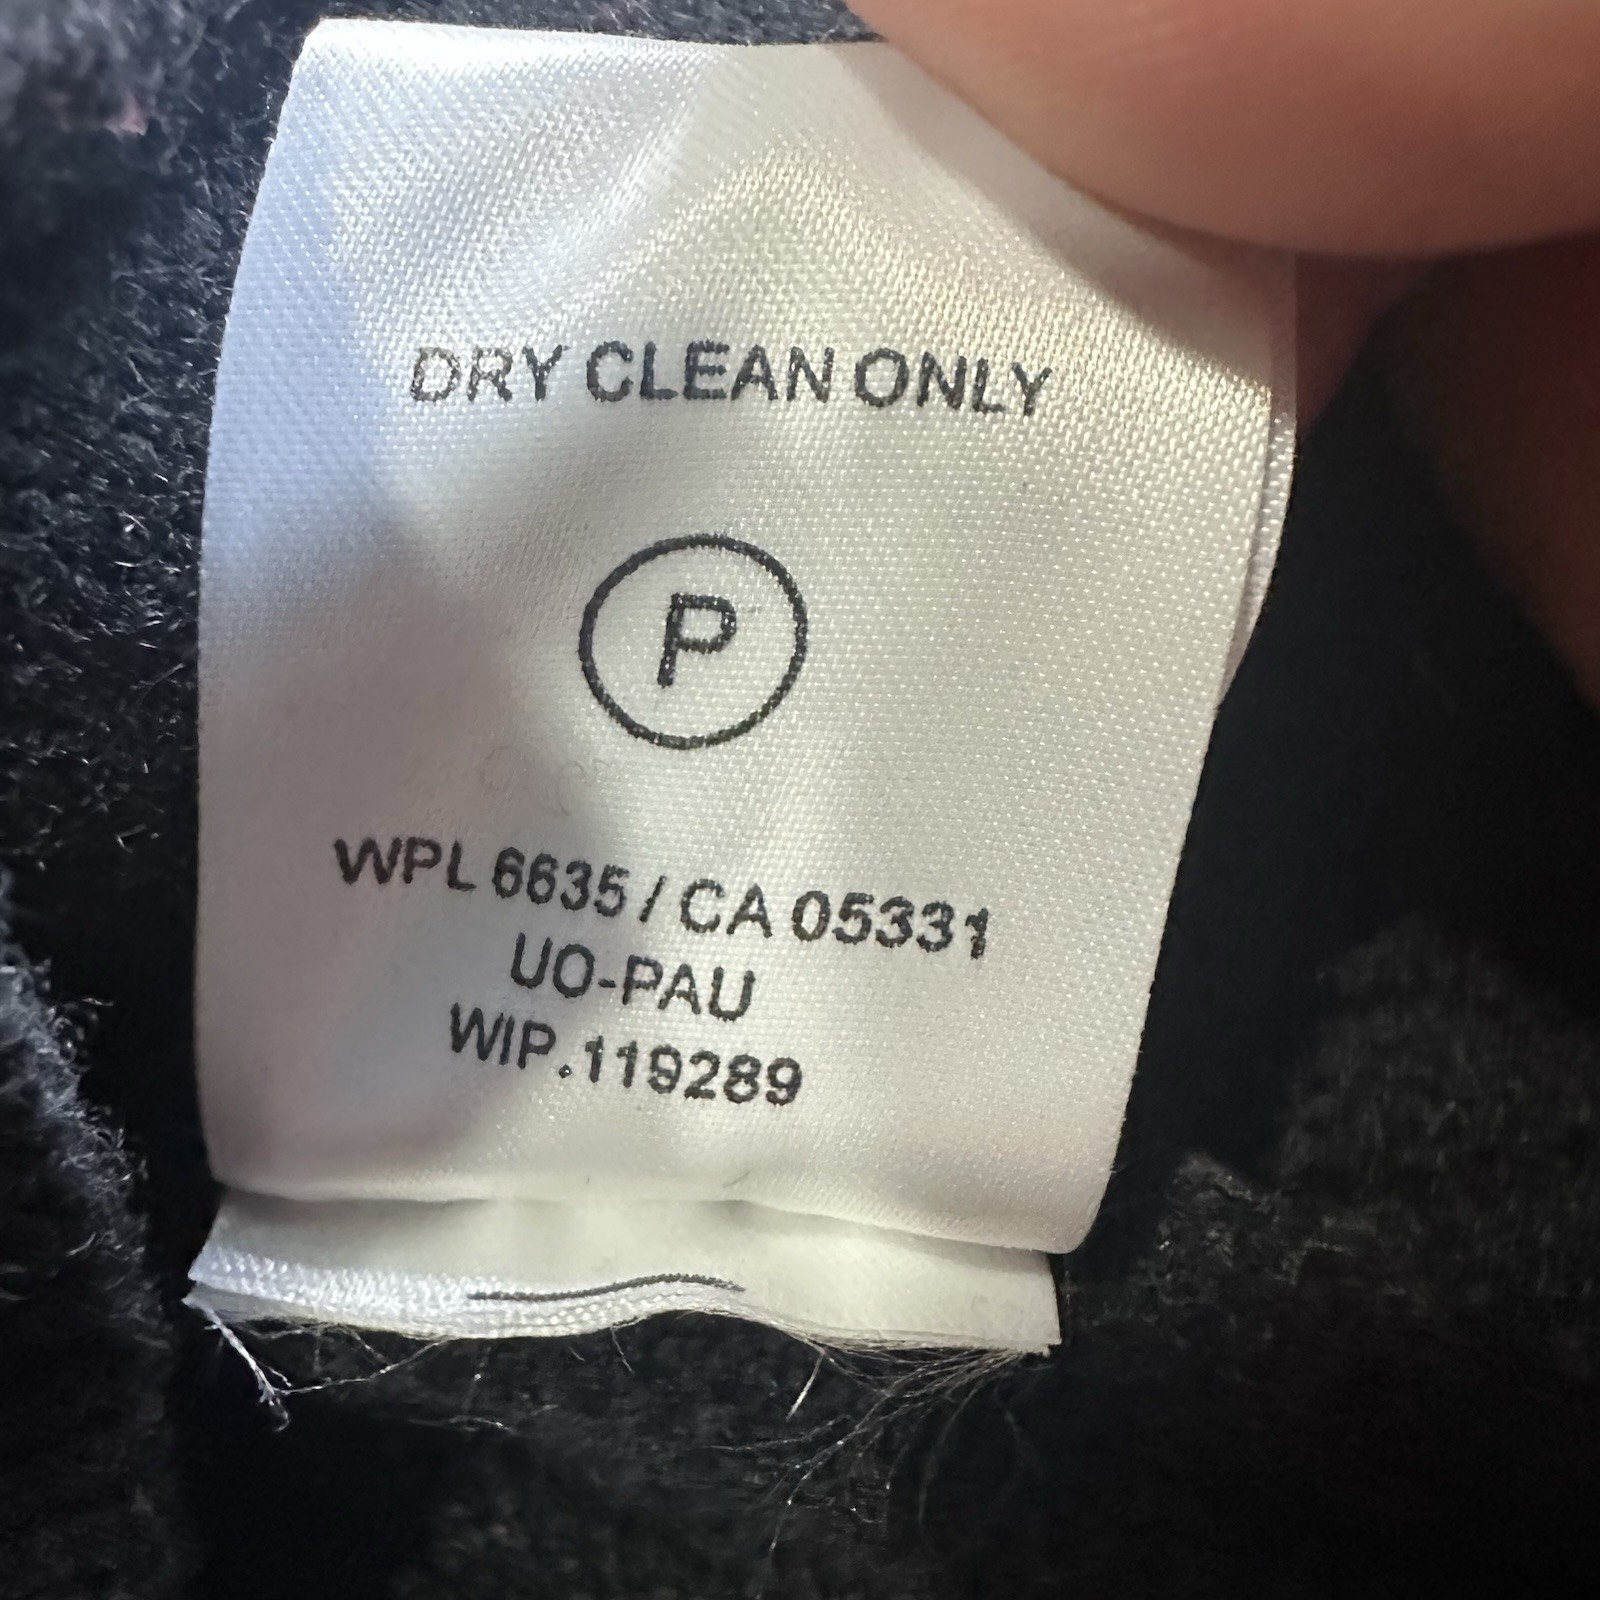 DRY CLEAN ONLY
P
WPL 6635 / CA 05331
UO-PAU
WIP.119289